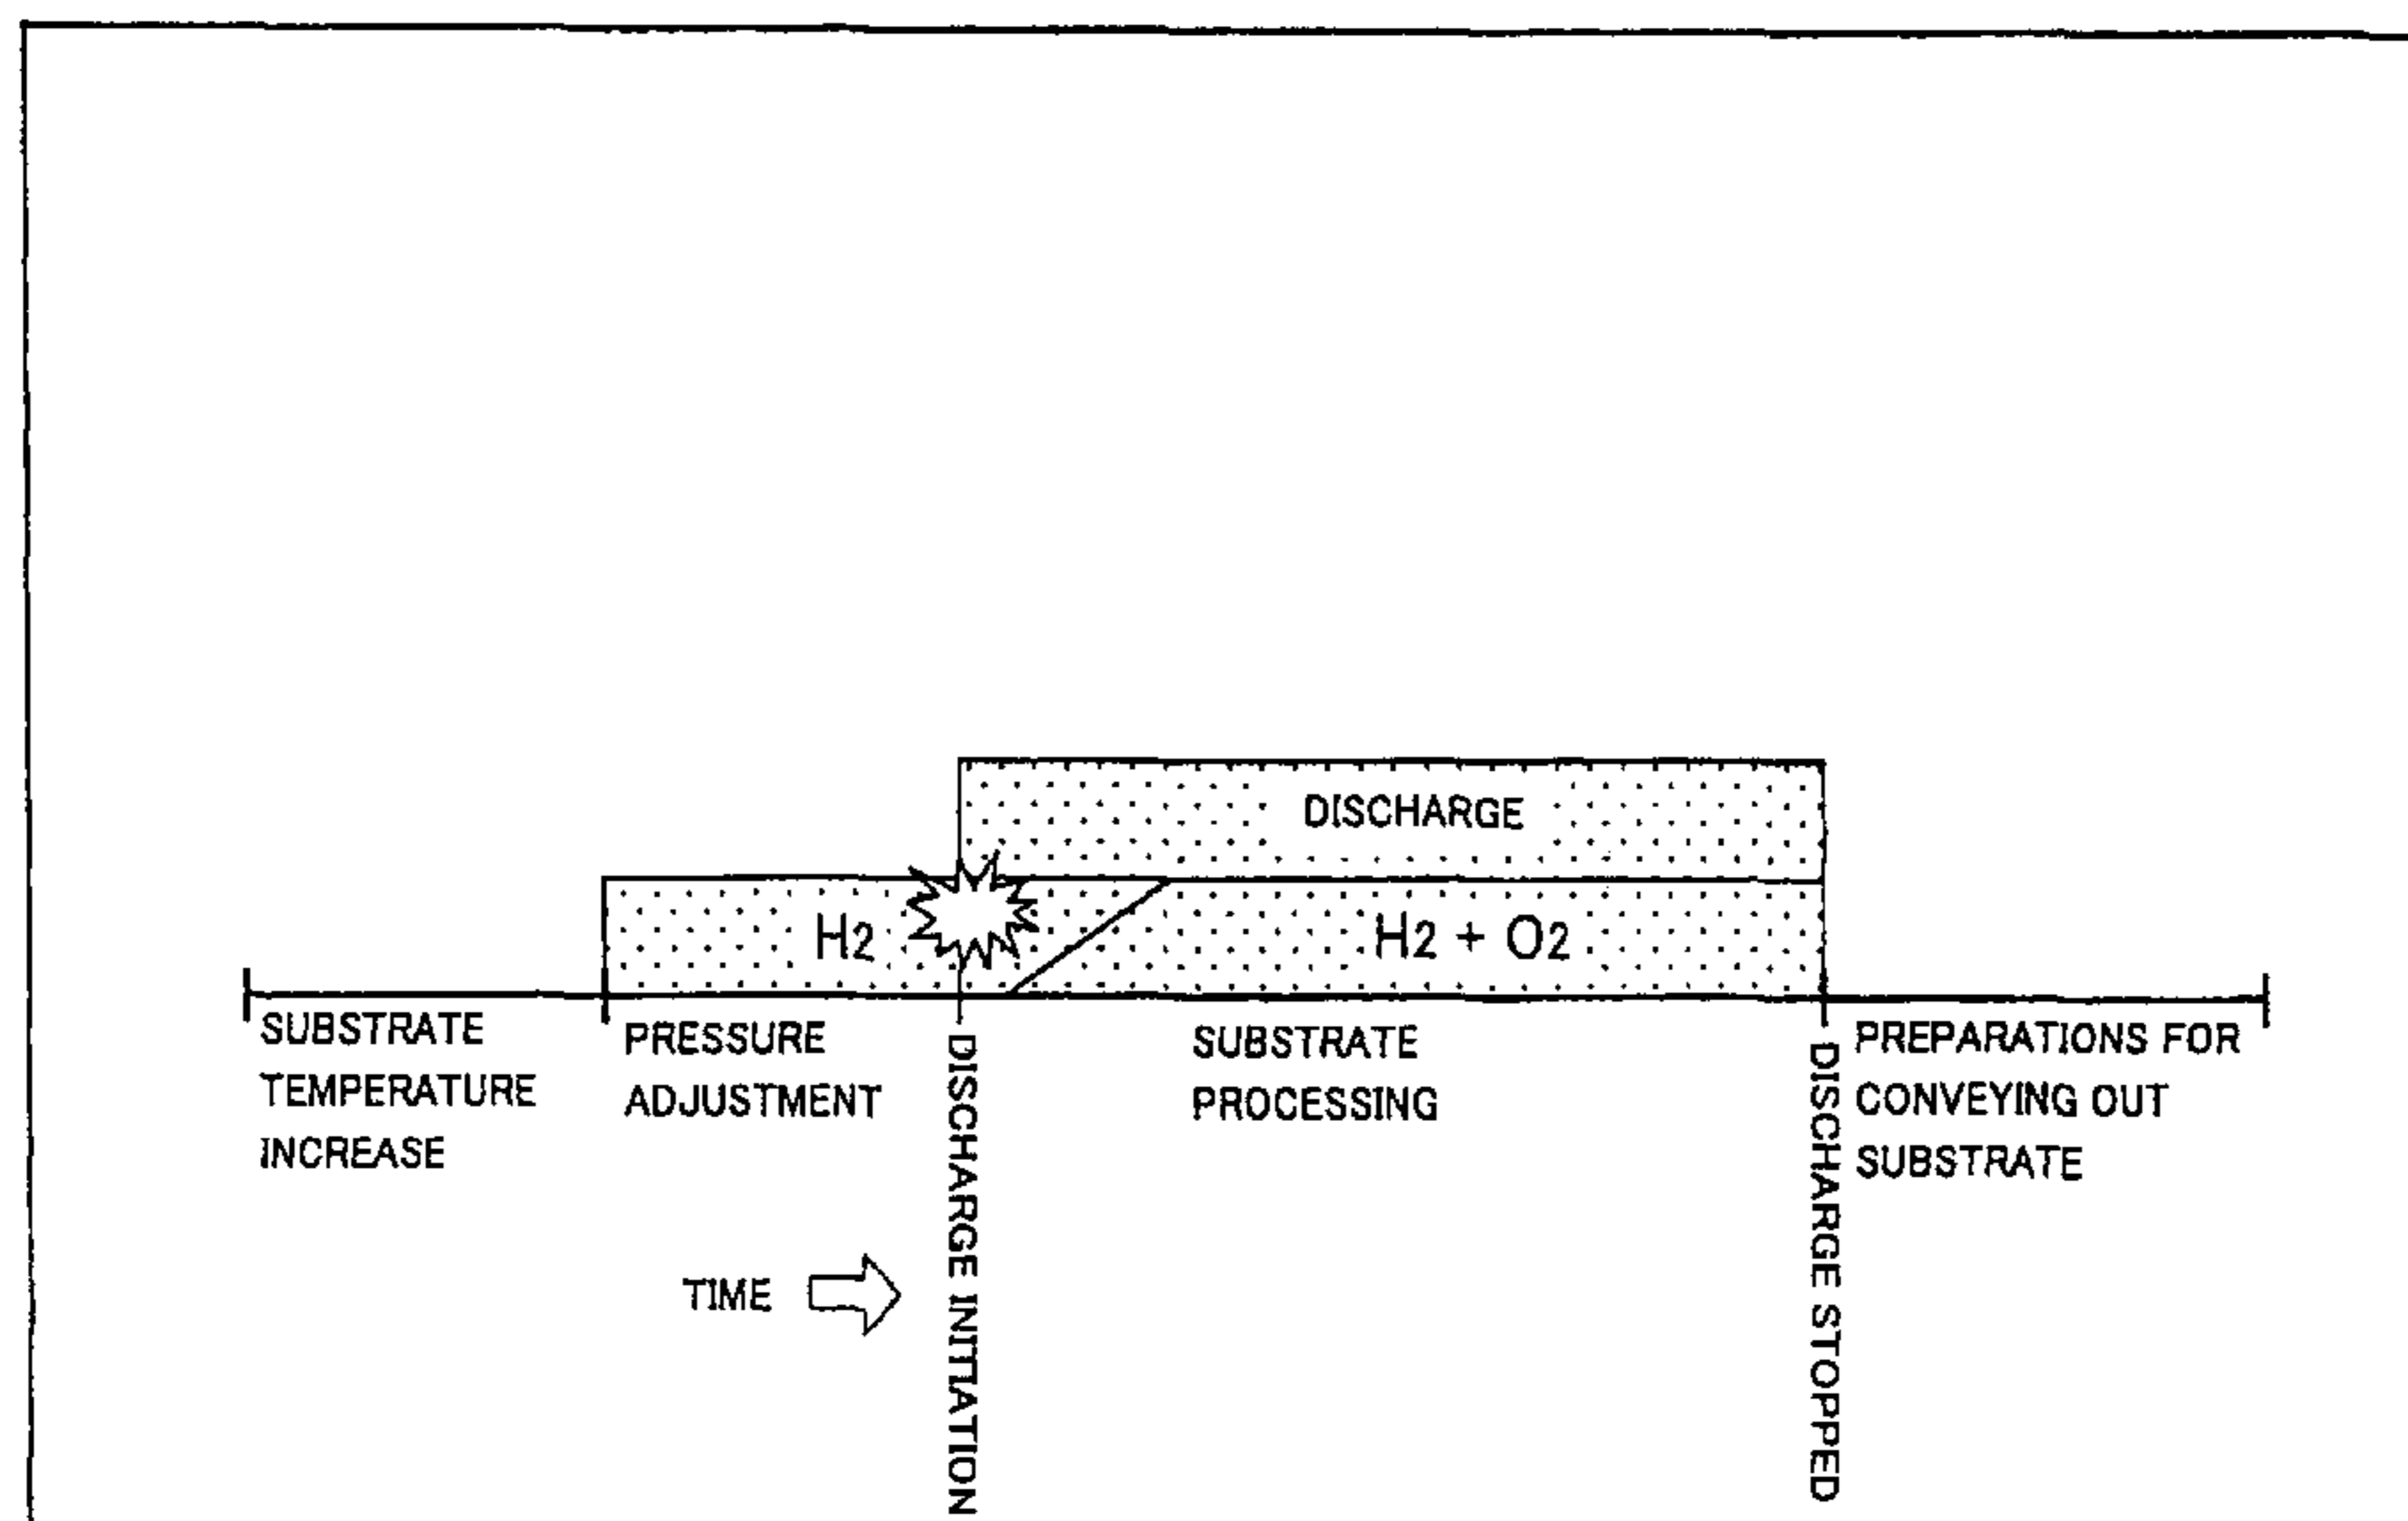 DISCHARGE
H2
H2 + O2
SUBSTRATE
TEMPERATURE
INCREASE
PRESSURE
ADJUSTMENT
DISCHARGE INITIATION
SUBSTRATE
PROCESSING
DISCHARGE STOPPED
PREPARATIONS FOR
CONVEYING OUT
SUBSTRATE
TIME